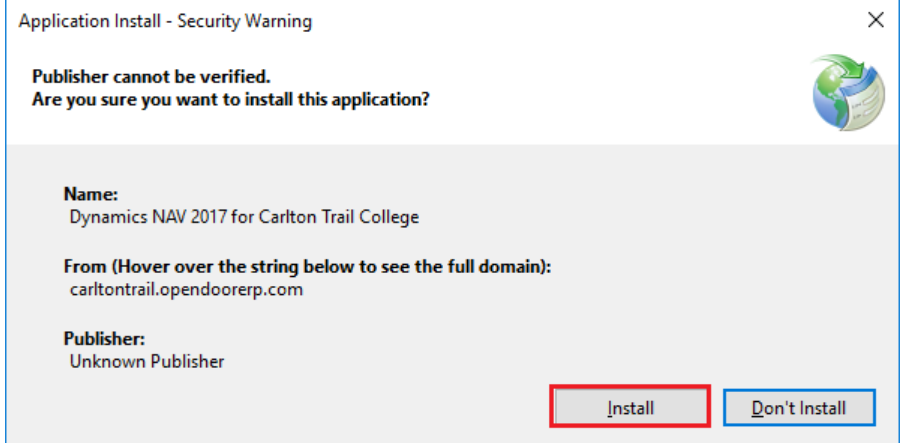 Application Install - Security Warning
Publisher cannot be verified.
Are you sure you want to install this application?
Name:
Dynamics NAV 2017 for Carlton Trail College
From (Hover over the string below to see the full domain):
carltontrail.opendoorerp.com
Publisher:
Unknown Publisher
Install
Don't Install